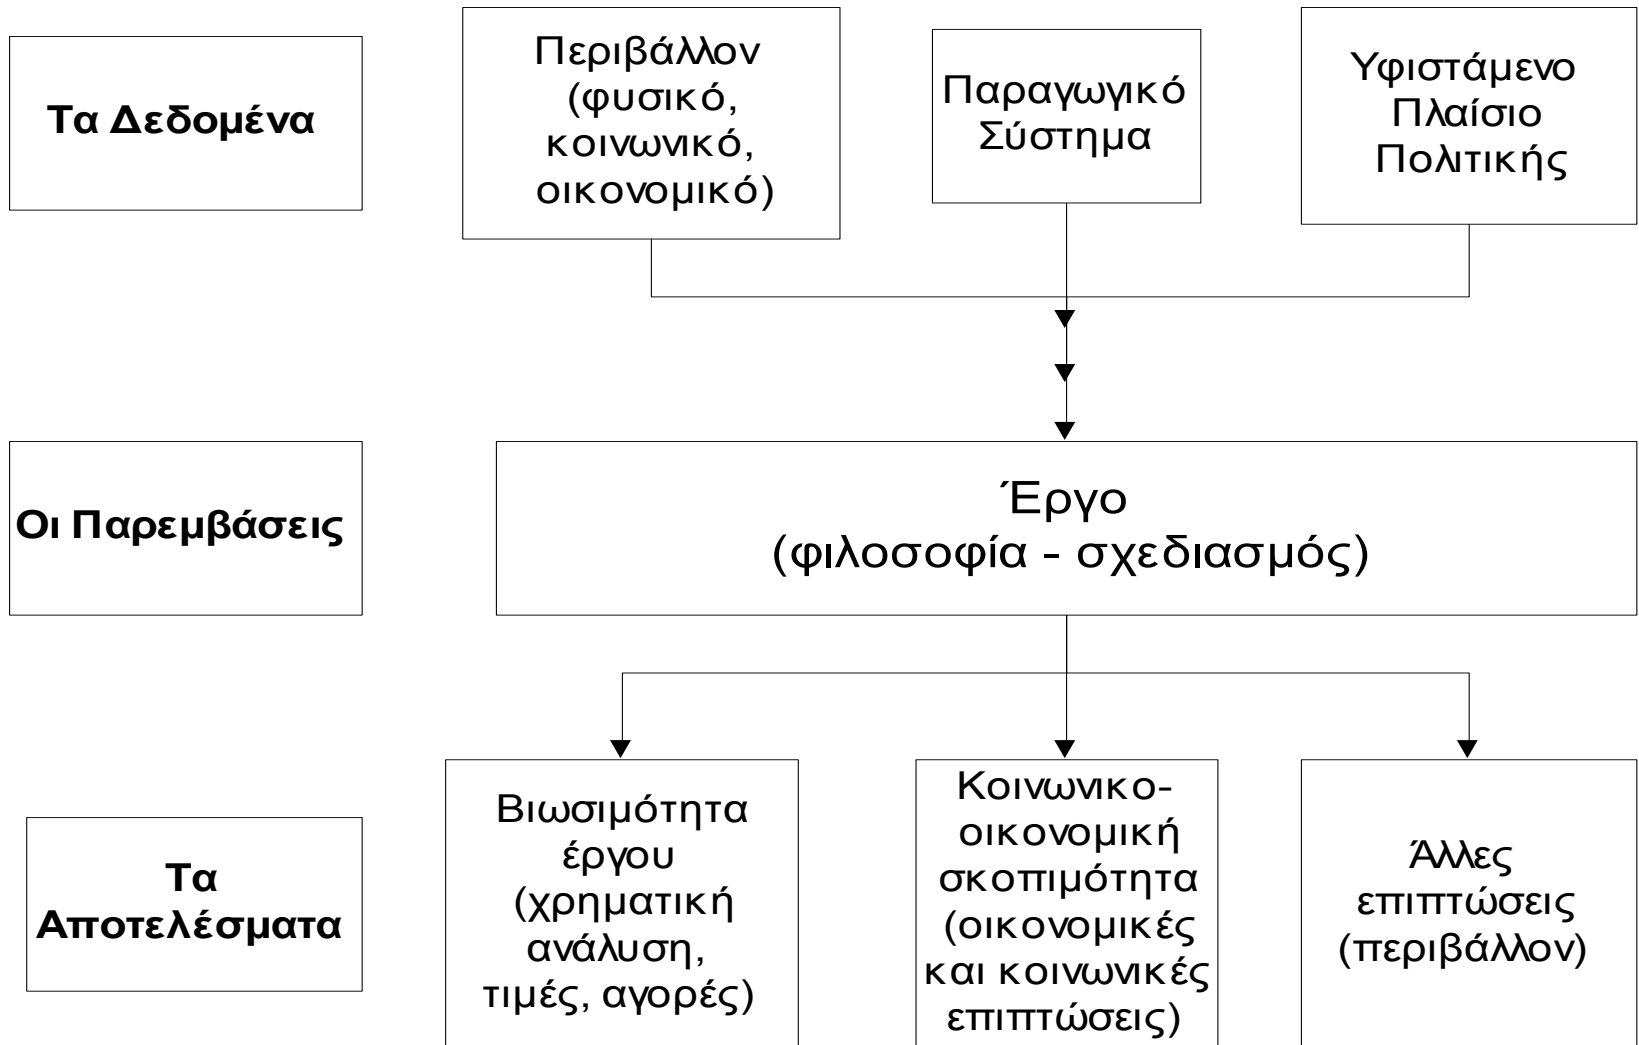 Τα Δεδομένα
Περιβάλλον
(φυσικό,
κοινωνικό,
οικονομικό)
Παραγωγικό
Σύστημα
Υφιστάμενο
Πλαίσιο
Πολιτικής
Οι Παρεμβάσεις
Έργο
(φιλοσοφία - σχεδιασμός)
Τα
Αποτελέσματα
Βιωσιμότητα
έργου
(χρηματική
ανάλυση,
τιμές, αγορές)
Κοινωνικο-
οικονομική
σκοπιμότητα
(οικονομικές
και κοινωνικές
επιπτώσεις)
Άλλες
επιπτώσεις
(περιβάλλον)